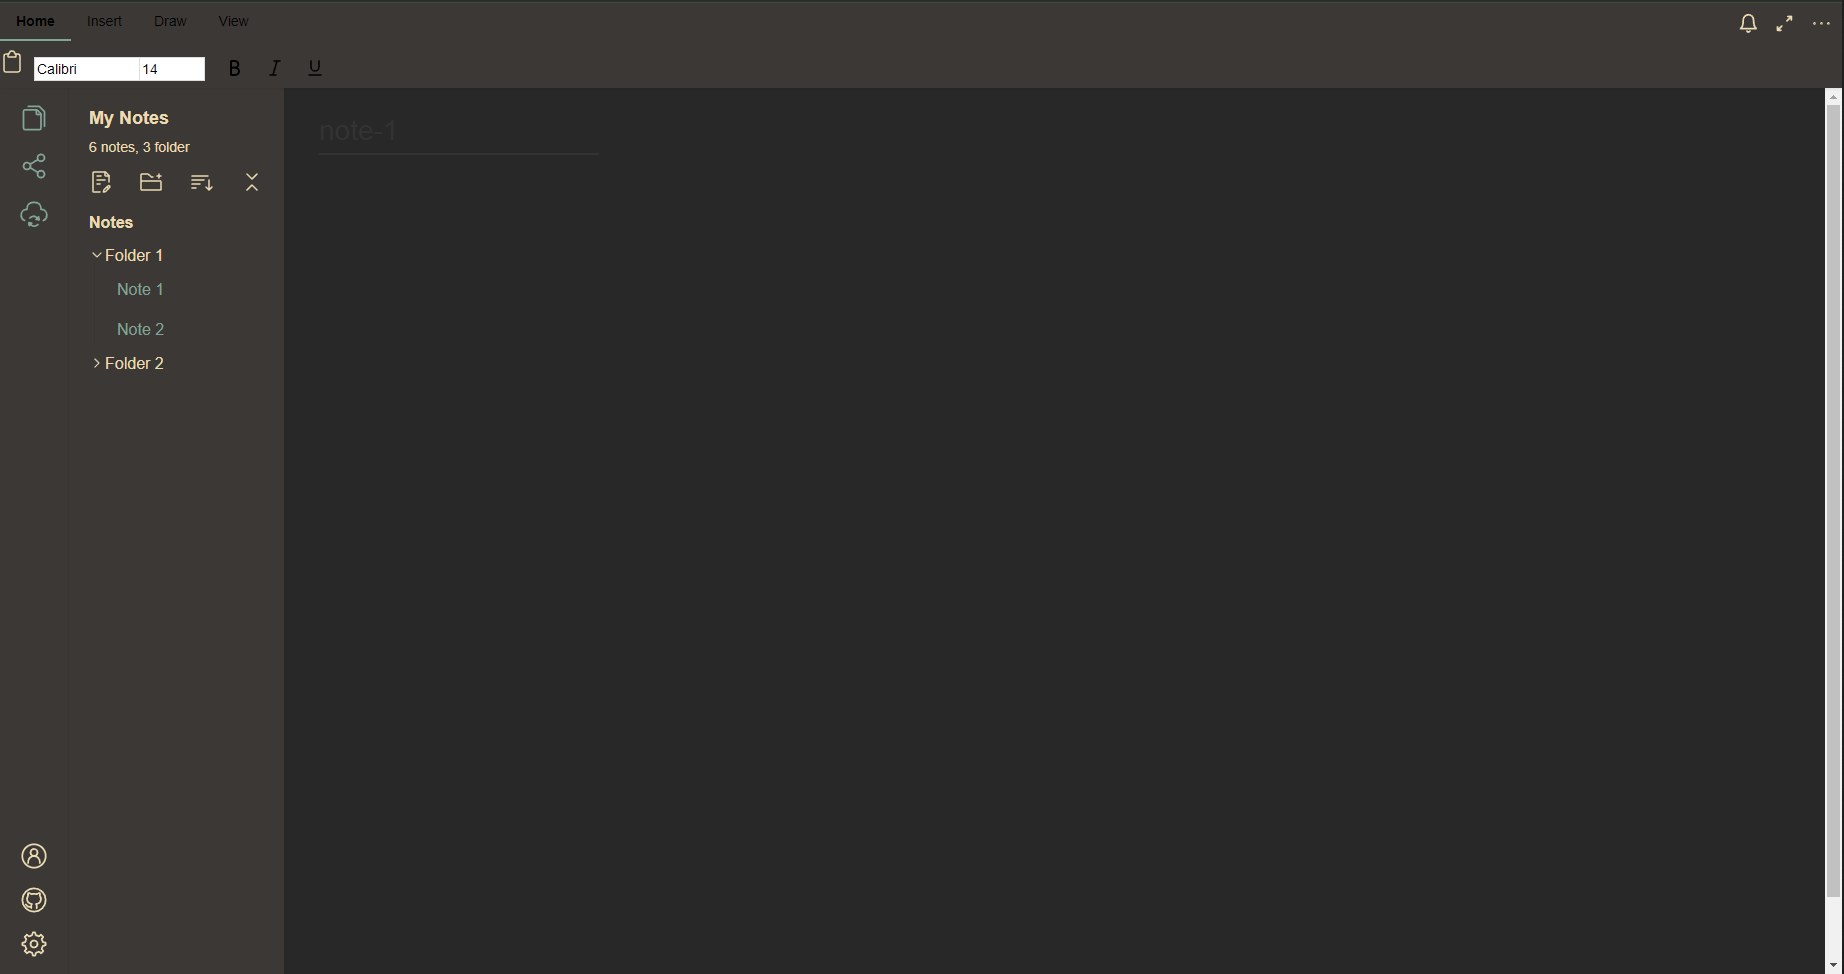 Home Insert Draw View
Calibri 14 B I U
My Notes
6 notes, 3 folder
Notes
Folder 1
Note 1
Note 2
Folder 2
note-1